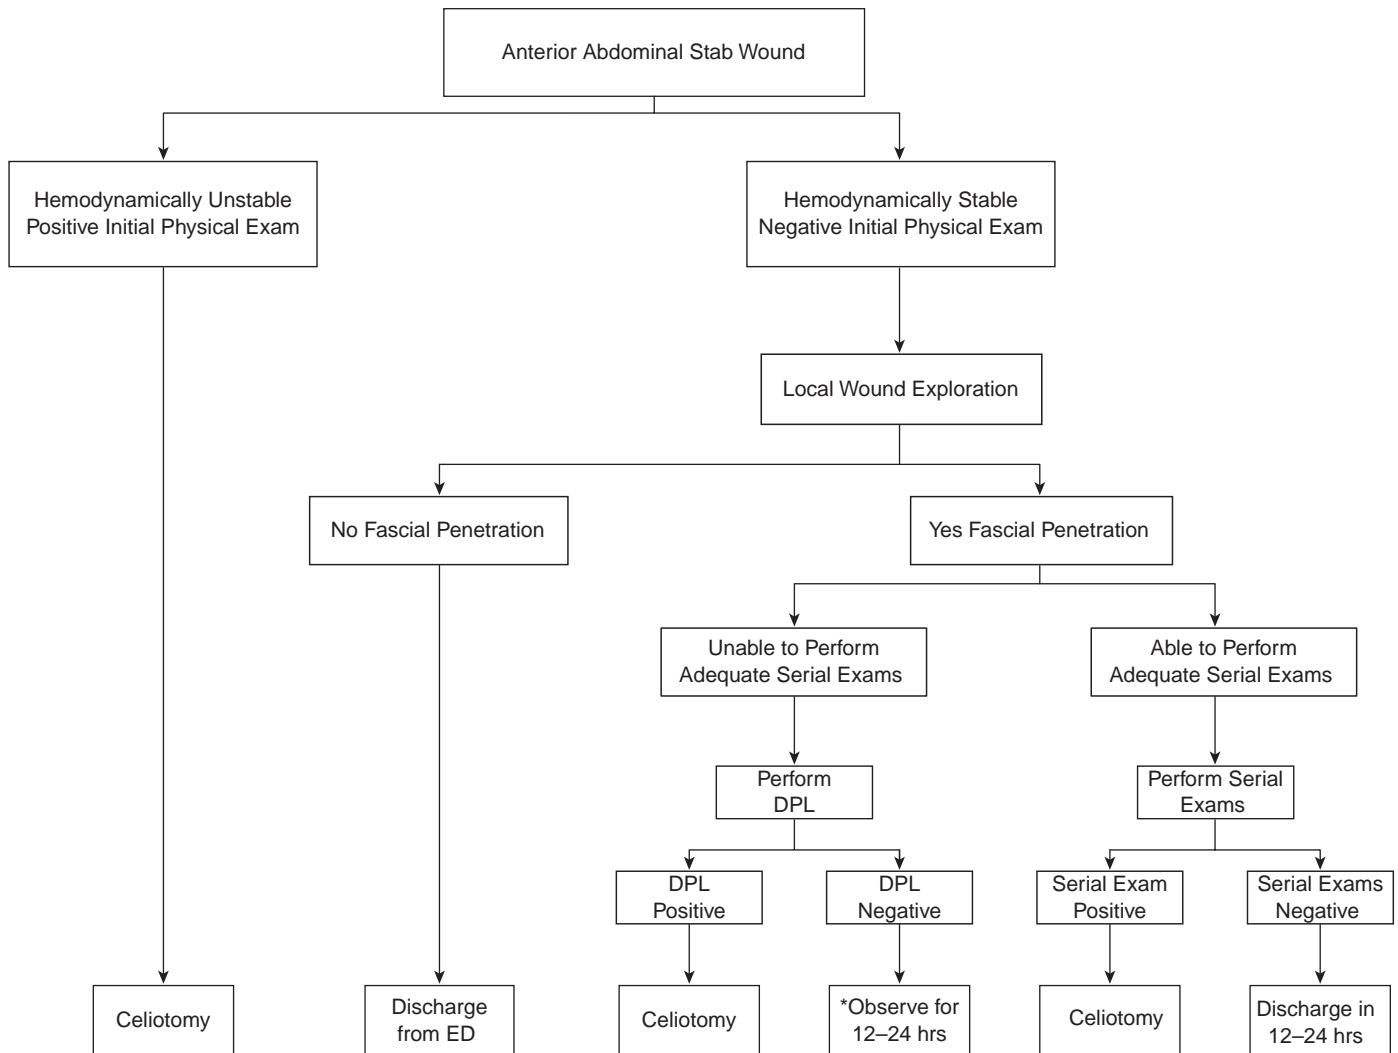 Anterior Abdominal Stab Wound
Hemodynamically Unstable
Positive Initial Physical Exam
Hemodynamically Stable
Negative Initial Physical Exam
Local Wound Exploration
No Fascial Penetration
Yes Fascial Penetration
Unable to Perform
Adequate Serial Exams
Able to Perform
Adequate Serial Exams
Perform
DPL
Perform Serial
Exams
DPL
Positive
DPL
Negative
Serial Exam
Positive
Serial Exams
Negative
Celiotomy
Discharge
from ED
Celiotomy
*Observe for
12–24 hrs
Celiotomy
Discharge in
12–24 hrs